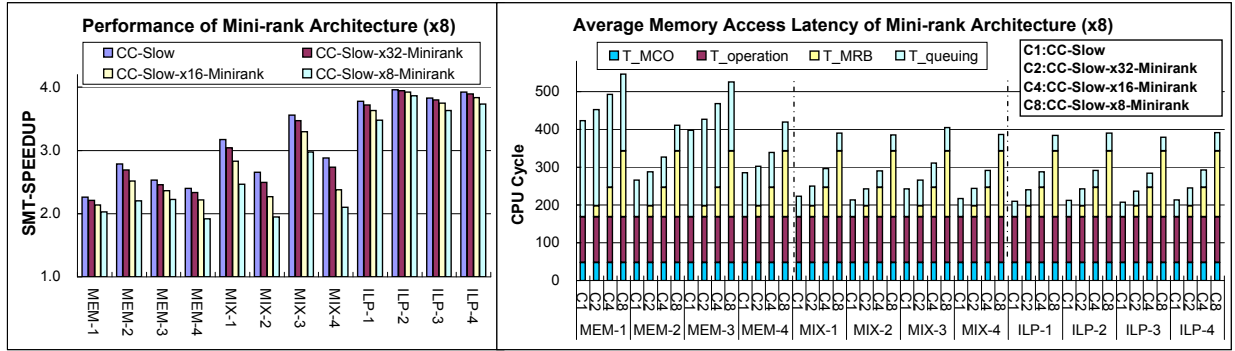 Performance of Mini-rank Architecture (x8)
CC-Slow CC-Slow-x32-Minirank
CC-Slow-x16-Minirank CC-Slow-x8-Minirank
SMT-SPEEDUP
4.0
3.0
2.0
1.0
MEM-1 MEM-2 MEM-3 MEM-4 MIX-1 MIX-2 MIX-3 MIX-4 ILP-1 ILP-2 ILP-3 ILP-4
Average Memory Access Latency of Mini-rank Architecture (x8)
T_MCO T_operation T_MRB T_queuing
C1:CC-Slow
C2:CC-Slow-x32-Minirank
C4:CC-Slow-x16-Minirank
C8:CC-Slow-x8-Minirank
CPU Cycle
500
400
300
200
100
0
C1 C2 C4 C8 C1 C2 C4 C8 C1 C2 C4 C8 C1 C2 C4 C8 C1 C2 C4 C8 C1 C2 C4 C8 C1 C2 C4 C8 C1 C2 C4 C8 C1 C2 C4 C8 C1 C2 C4 C8 C1 C2 C4 C8 C1 C2 C4 C8
MEM-1 MEM-2 MEM-3 MEM-4 MIX-1 MIX-2 MIX-3 MIX-4 ILP-1 ILP-2 ILP-3 ILP-4